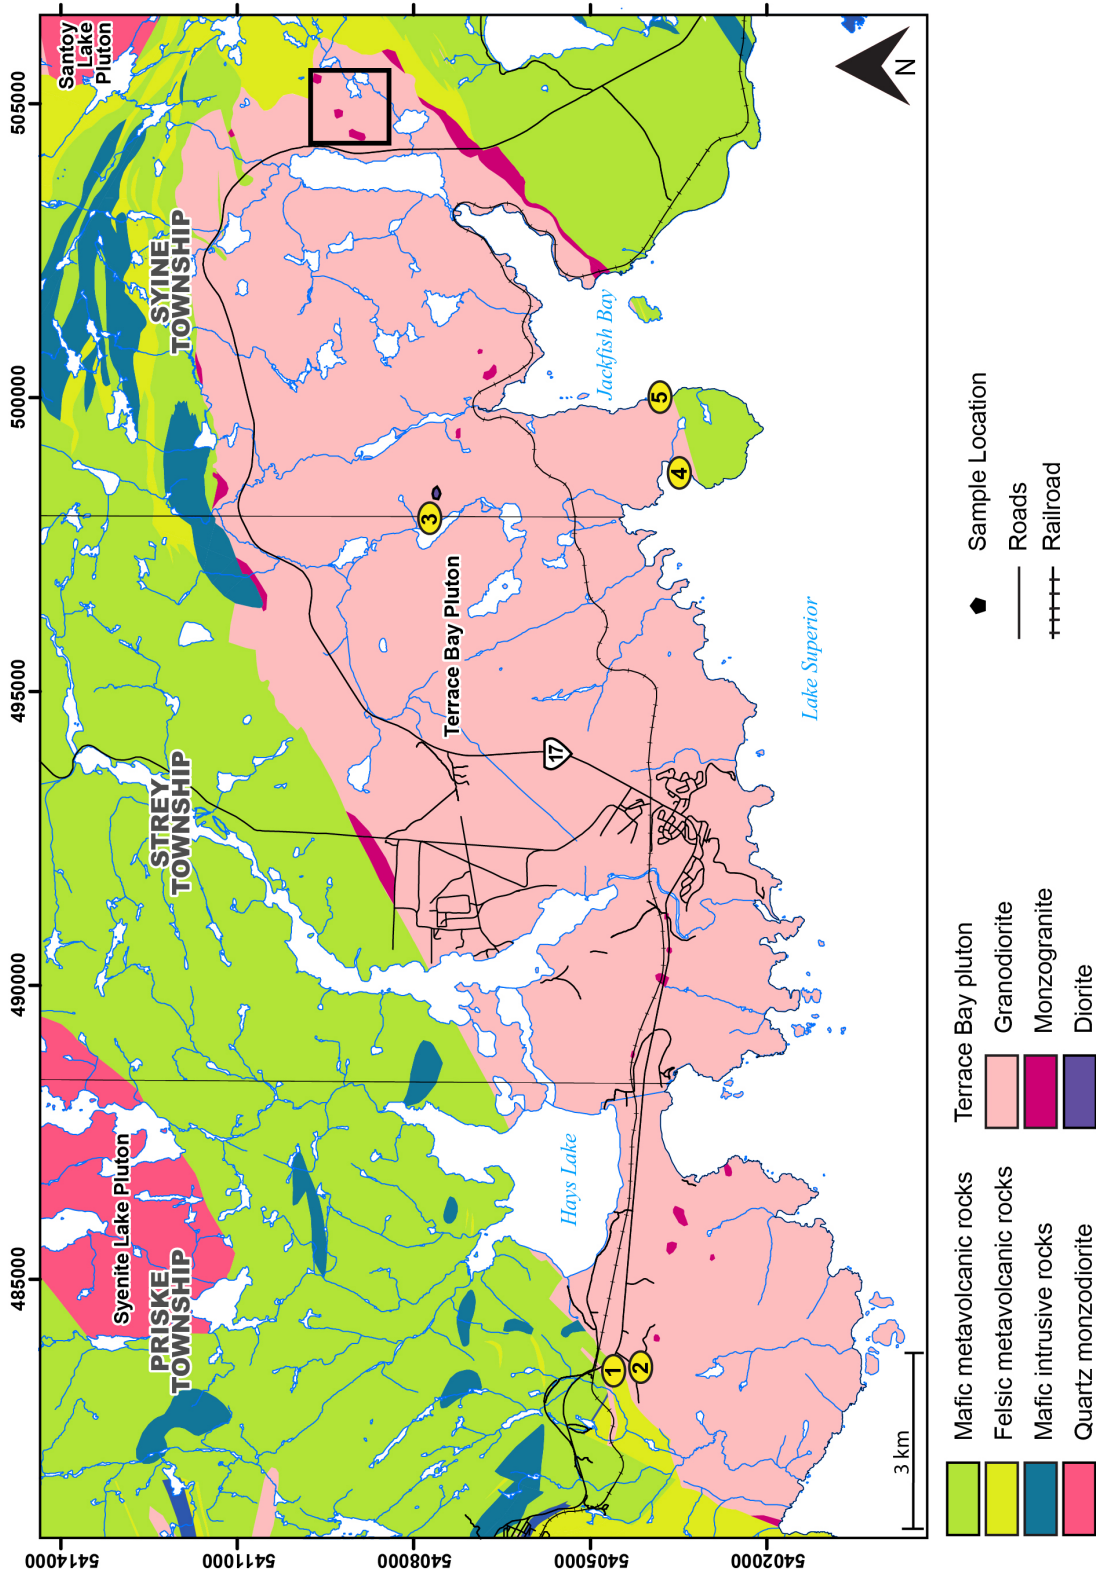 485000
490000
495000
500000
505000
5414000
5411000
5408000
5405000
5402000
Syenite Lake Pluton
PRISKE
TOWNSHIP
STREY
TOWNSHIP
SYINE
TOWNSHIP
Santoy
Lake
Pluton
Terrace Bay Pluton
Hays Lake
Jackfish Bay
Lake Superior
17
1
2
3
4
5
3 km
N
Mafic metavolcanic rocks
Felsic metavolcanic rocks
Mafic intrusive rocks
Quartz monzodiorite
Terrace Bay pluton
Granodiorite
Monzogranite
Diorite
Sample Location
Roads
Railroad